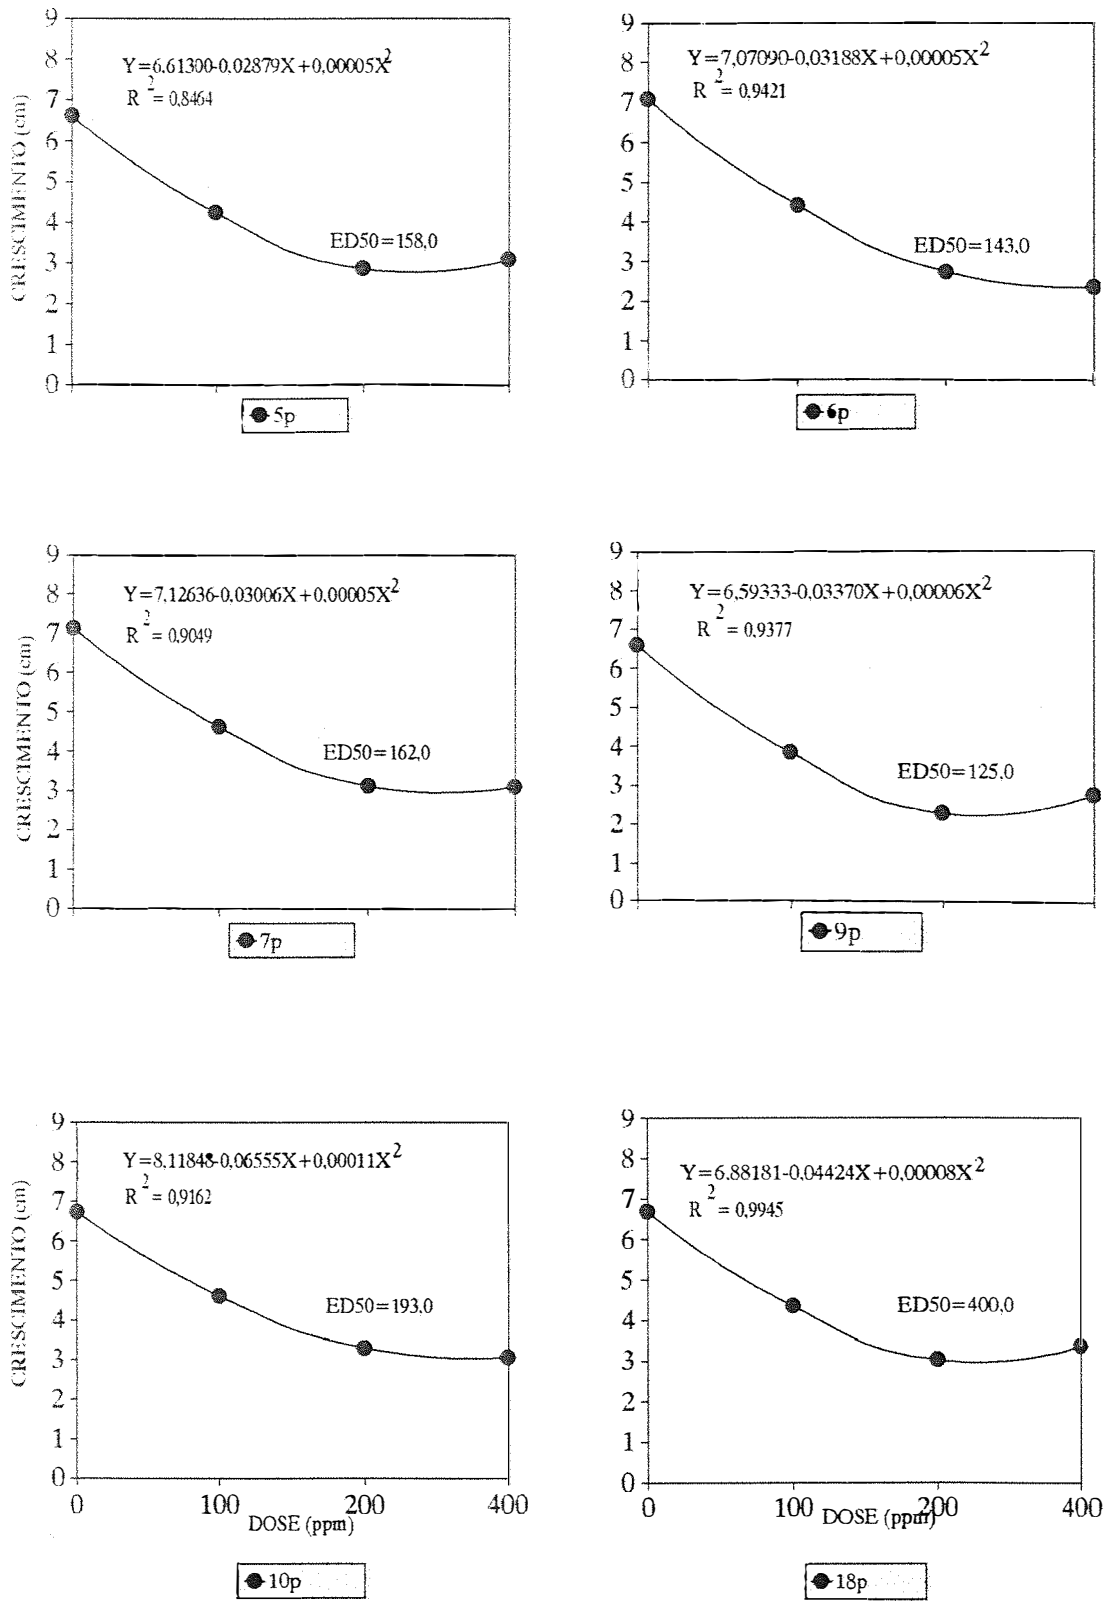 Y=6,61300-0,02879X+0,00005X²
R² = 0,8464
ED50=158,0
CRESCIMENTO (cm)
9
8
7
6
5
4
3
2
1
0
5p
Y=7,07090-0,03188X+0,00005X²
R² = 0,9421
ED50=143,0
9
8
7
6
5
4
3
2
1
0
6p
Y=7,12636-0,03006X+0,00005X²
R² = 0,9049
ED50=162,0
CRESCIMENTO (cm)
9
8
7
6
5
4
3
2
1
0
7p
Y=6,59333-0,03370X+0,00006X²
R² = 0,9377
ED50=125,0
9
8
7
6
5
4
3
2
1
0
9p
Y=8,11848-0,06555X+0,00011X²
R² = 0,9162
ED50=193,0
CRESCIMENTO (cm)
9
8
7
6
5
4
3
2
1
0
0 100 200 400
DOSE (ppm)
10p
Y=6,88181-0,04424X+0,00008X²
R² = 0,9945
ED50=400,0
9
8
7
6
5
4
3
2
1
0
0 100 200 400
DOSE (ppm)
18p